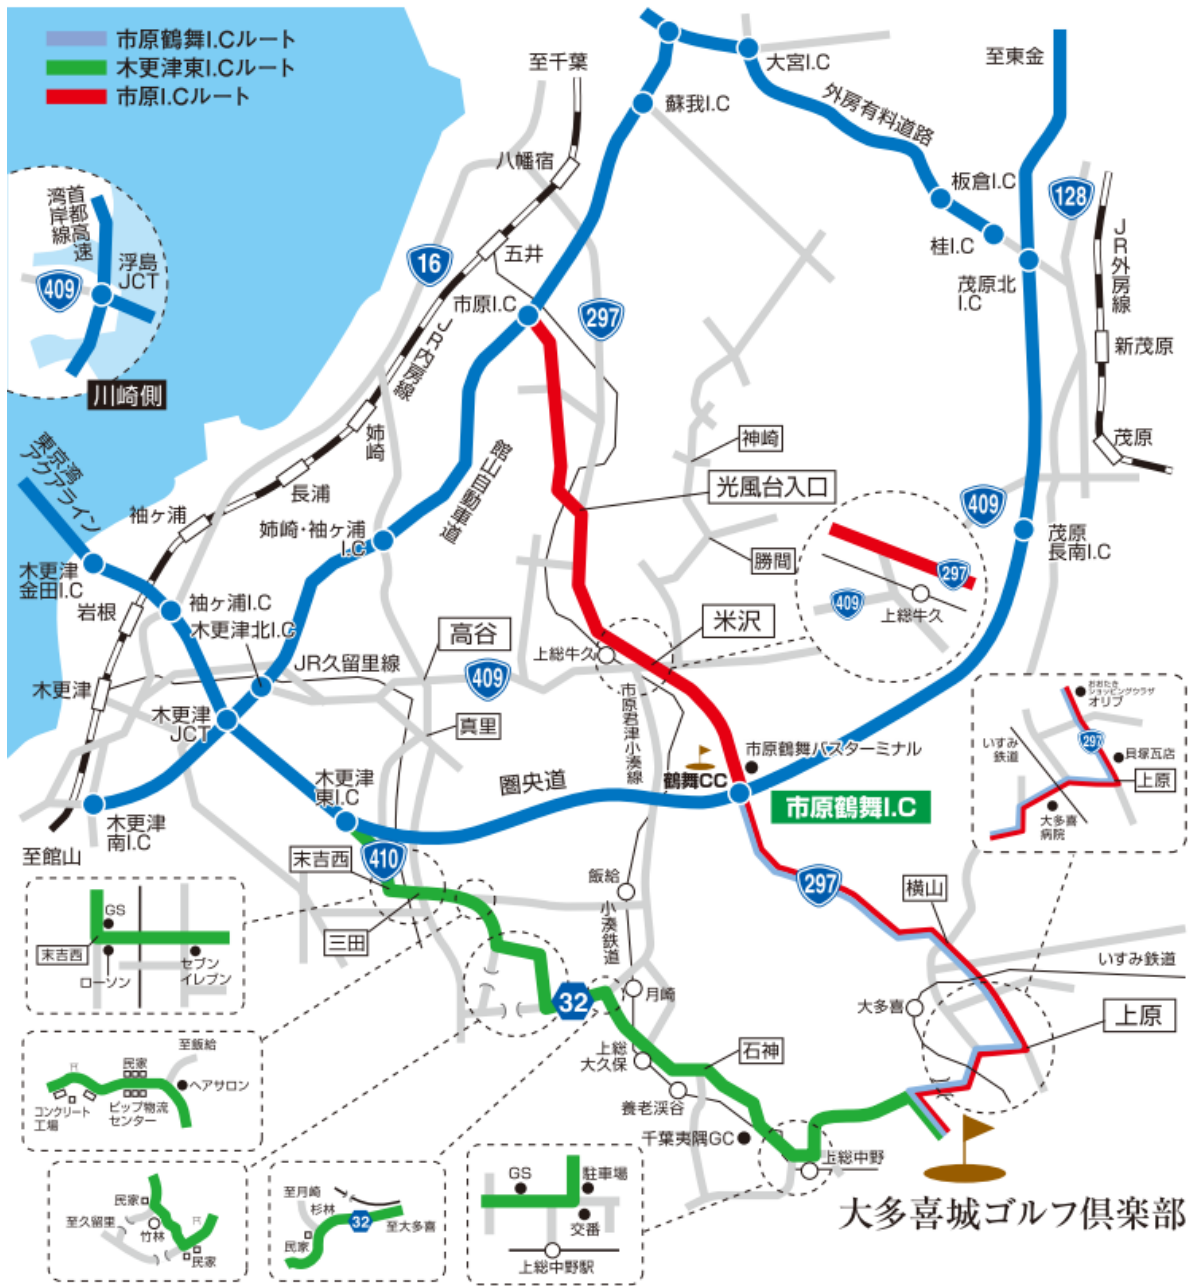 市原鶴舞I.Cルート
木更津東I.Cルート
市原I.Cルート
至千葉
大宮I.C
至東金
蘇我I.C
外房有料道路
八幡宿
板倉I.C
128
首都高速
湾岸線
16
五井
桂I.C
JR外房線
浮島
JCT
409
茂原北
I.C
市原I.C
297
新茂原
JR内房線
川崎側
姉崎
神崎
茂原
東京湾
アクアライン
館山自動車道
長浦
光風台入口
袖ヶ浦
409
姉崎・袖ヶ浦
I.C
茂原
長南I.C
勝間
木更津
金田I.C
297
岩根
袖ヶ浦I.C
409
上総牛久
木更津北I.C
高谷
米沢
上総牛久
JR久留里線
409
木更津
市原君津小湊線
おおたき
ショッピングプラザ
オリブ
木更津
JCT
真里
297
いすみ
鉄道
市原鶴舞バスターミナル
貝塚瓦店
鶴舞CC
上原
木更津
東I.C
圏央道
市原鶴舞I.C
大多喜
病院
木更津
南I.C
至館山
410
末吉西
飯給
297
横山
GS
三田
小湊鉄道
末吉西
セブン
イレブン
ローソン
いすみ鉄道
32
月崎
大多喜
上原
至飯給
民家
上総
大久保
石神
ヘアサロン
コンクリート
工場
ピップ物流
センター
養老渓谷
千葉夷隅GC
上総中野
GS
駐車場
至月崎
民家
杉林
32
至大多喜
至久留里
竹林
交番
民家
民家
上総中野駅
大多喜城ゴルフ倶楽部